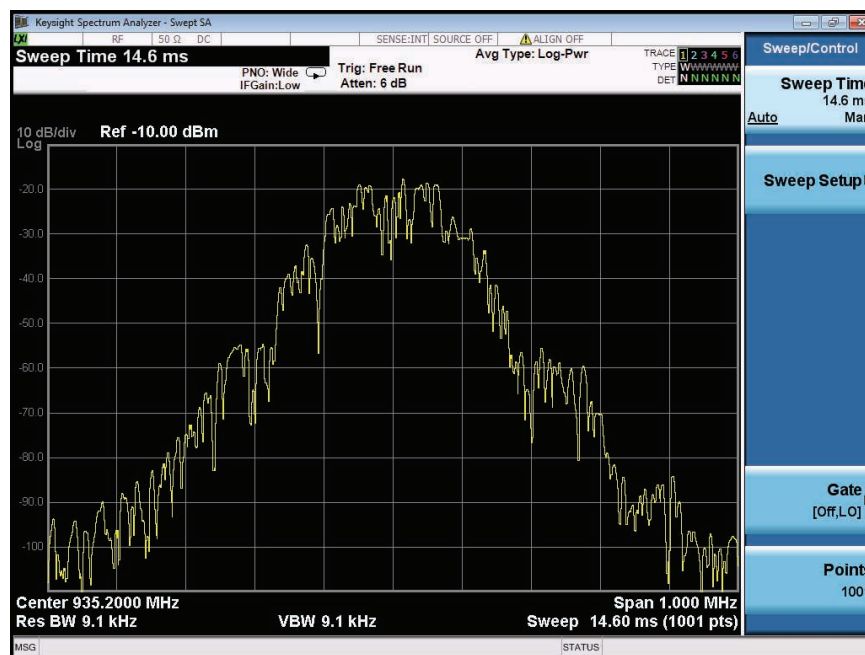 Keysight Spectrum Analyzer - Swept SA
LXI RF 50 Ω DC SENSE:INT SOURCE OFF ALIGN OFF
Sweep Time 14.6 ms
PNO: Wide
IFGain:Low
Trig: Free Run
Atten: 6 dB
Avg Type: Log-Pwr
TRACE 1 2 3 4 5 6
TYPE W W W W W W
DET N N N N N N
10 dB/div
Log
Ref -10.00 dBm
-20.0
-30.0
-40.0
-50.0
-60.0
-70.0
-80.0
-90.0
-100
Center 935.2000 MHz
Span 1.000 MHz
Res BW 9.1 kHz
VBW 9.1 kHz
Sweep 14.60 ms (1001 pts)
MSG
STATUS
Sweep/Control
Sweep Time
14.6 m
Auto Man
Sweep Setup
Gate
[Off,LO]
Points
100